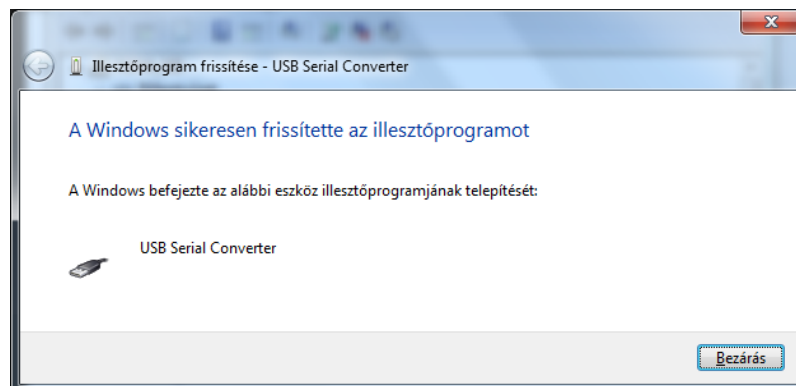 Illesztőprogram frissítése - USB Serial Converter
A Windows sikeresen frissítette az illesztőprogramot
A Windows befejezte az alábbi eszköz illesztőprogramjának telepítését:
USB Serial Converter
Bezárás